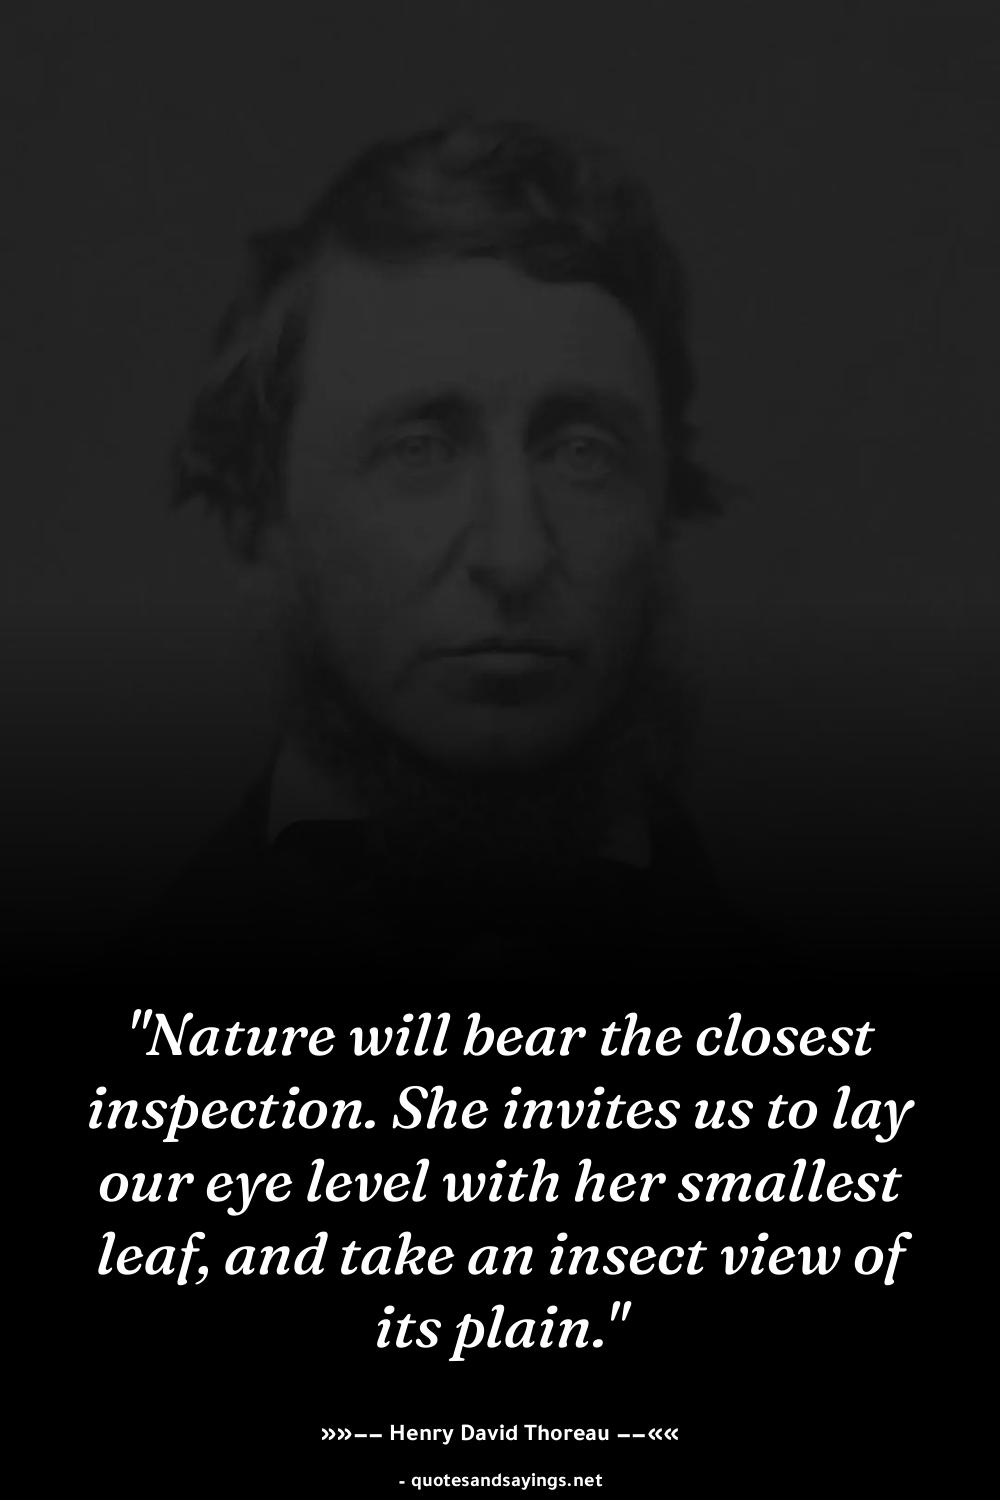 "Nature will bear the closest
inspection. She invites us to lay
our eye level with her smallest
leaf, and take an insect view of
its plain."
»»–– Henry David Thoreau ––««
- quotesandsayings.net